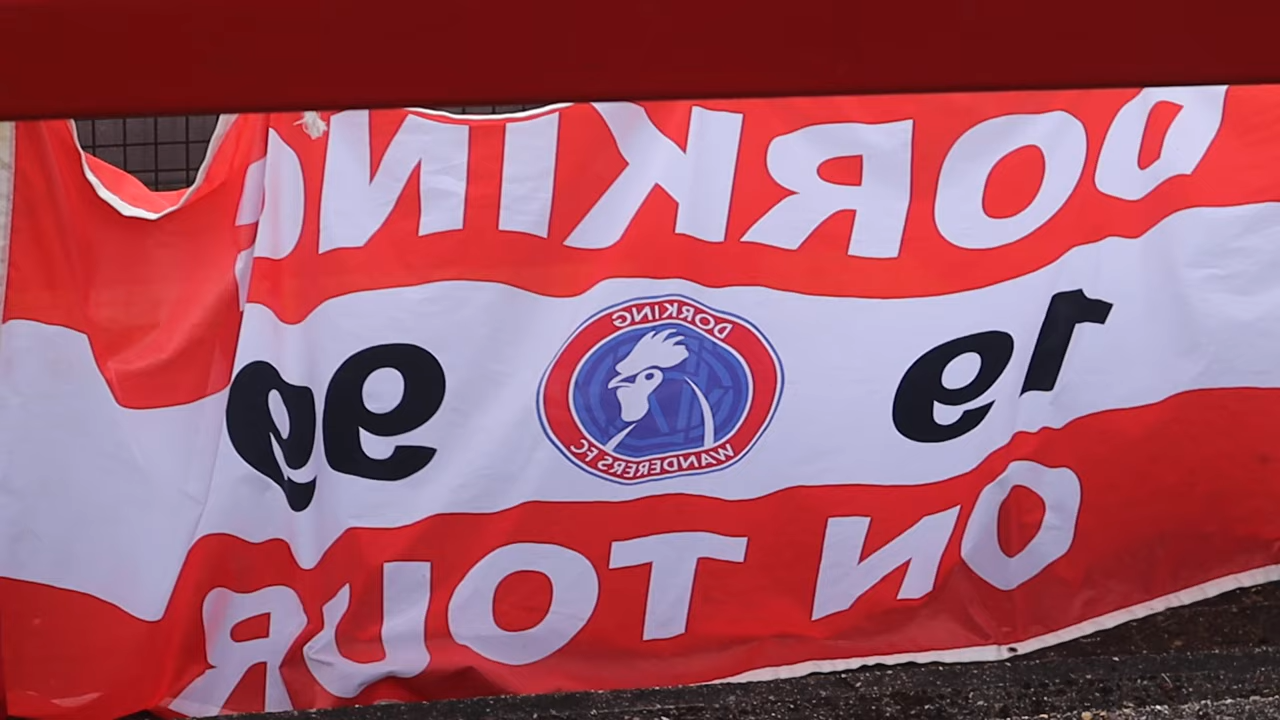 DORKING
19 99
DORKING
WANDERERS FC
ON TOUR